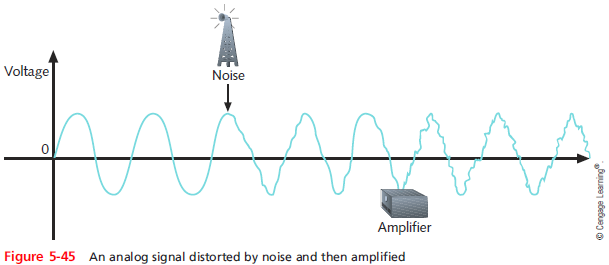 Noise
Voltage
0
Amplifier
© Cengage Learning®.
Figure 5-45 An analog signal distorted by noise and then amplified